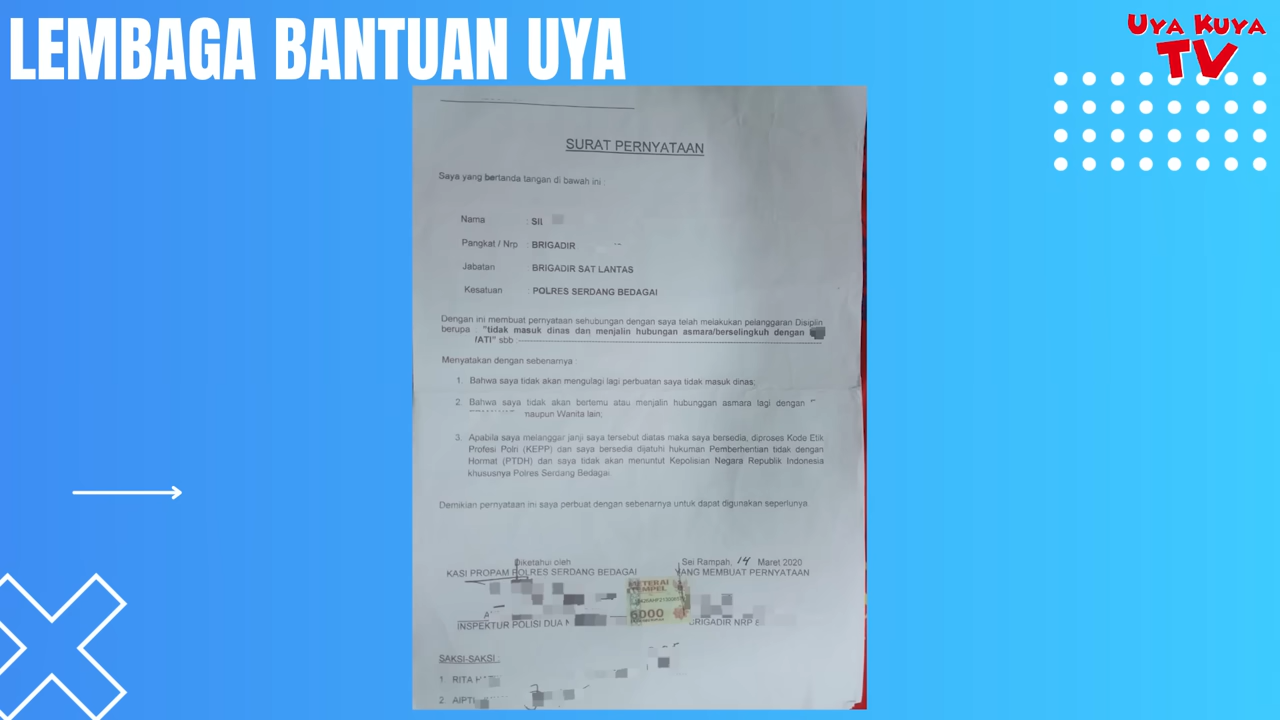 LEMBAGA BANTUAN UYA
UYA KUYA
TV
SURAT PERNYATAAN
Saya yang bertanda tangan di bawah ini :
Nama : SIL
Pangkat / Nrp : BRIGADIR
Jabatan BRIGADIR SAT LANTAS
Kesatuan : POLRES SERDANG BEDAGAI
Dengan ini membuat pernyataan sehubungan dengan saya telah melakukan pelanggaran Disiplin
berupa : "tidak masuk dinas dan menjalin hubungan asmara/berselingkuh dengan
IATI" sbb
Menyatakan dengan sebenarnya :
1. Bahwa saya tidak akan mengulagi lagi perbuatan saya tidak masuk dinas;
2. Bahwa saya tidak akan bertemu atau menjalin hubunggan asmara lagi dengan
naupun Wanita lain;
3. Apabila saya melanggar janji saya tersebut diatas maka saya bersedia, diproses Kode Etik
Profesi Polri (KEPP) dan saya bersedia dijatuhi hukuman Pemberhentian tidak dengan
Hormat (PTDH) dan saya tidak akan menuntut Kepolisian Negara Republik Indonesia
khususnya Polres Serdang Bedagai
Demikian pernyataan ini saya perbuat dengan sebenarnya untuk dapat digunakan seperlunya
Diketahui oleh
KASI PROPAM POLRES SERDANG BEDAGAI
Sei Rampah, 14 Maret 2020
YANG MEMBUAT PERNYATAAN
METERAI
TEMPEL
6000
INSPEKTUR POLISI DUA
BRIGADIR NRP
SAKSI-SAKSI :
1 RITA
2 AIPTI